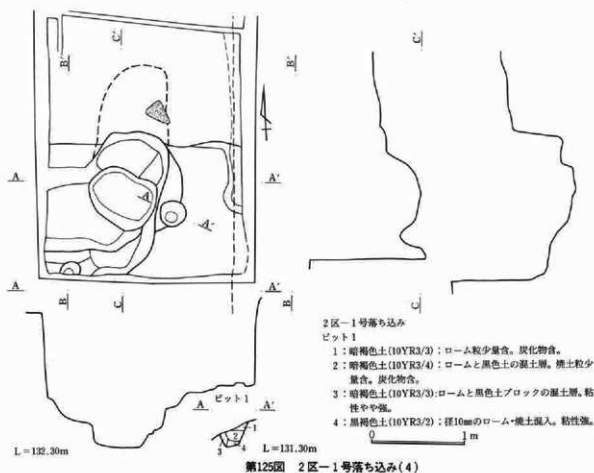 C'
B'
B'
C'
A
A'
A
A'
A
A'
B
C
A'
B
C
2区－1号落ち込み
ピット1
1：暗褐色土(10YR3/3)：ローム粒少量含。炭化物含。
2：暗褐色土(10YR3/4)：ロームと黒色土の混土層。焼土粒少
量含。炭化物含。
3：暗褐色土(10YR3/3)：ロームと黒色土ブロックの混土層。粘
性やや強。
4：黒褐色土(10YR3/2)：径10㎜のローム・焼土混入。粘性強。
ピット1
A
A'
1
2
3
4
L＝132.30m
L＝131.30m
0
1m
第125図　2区－1号落ち込み(4)